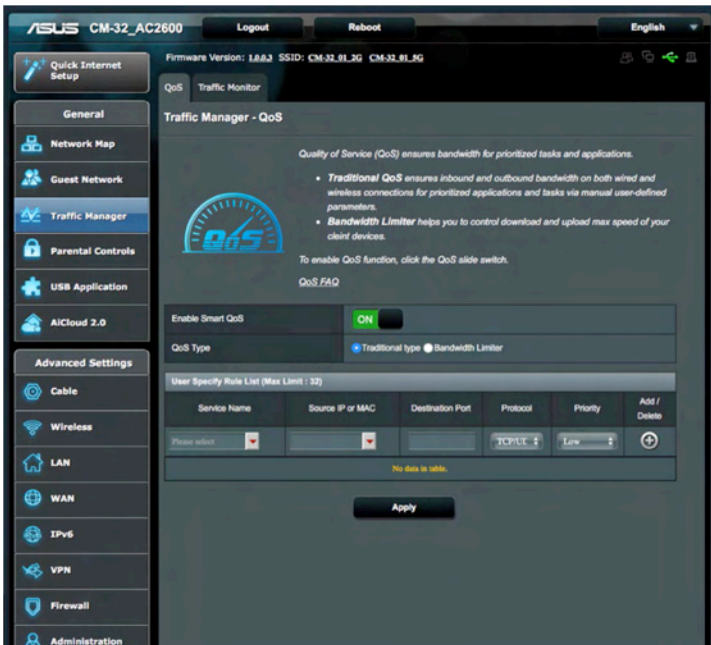 ASUS CM-32_AC2600 Logout Reboot English
Quick Internet
Setup
Firmware Version: 1.0.0.3 SSID: CM-32_01_2G CM-32_01_5G
QoS Traffic Monitor
General
Network Map
Guest Network
Traffic Manager
Parental Controls
USB Application
AiCloud 2.0
Advanced Settings
Cable
Wireless
LAN
WAN
IPv6
VPN
Firewall
Administration
Traffic Manager - QoS
QoS
Quality of Service (QoS) ensures bandwidth for prioritized tasks and applications.
• Traditional QoS ensures inbound and outbound bandwidth on both wired and
wireless connections for prioritized applications and tasks via manual user-defined
parameters.
• Bandwidth Limiter helps you to control download and upload max speed of your
cleint devices.
To enable QoS function, click the QoS slide switch.
QoS FAQ
Enable Smart QoS ON
QoS Type Traditional type Bandwidth Limiter
User Specify Rule List (Max Limit : 32)
Service Name Source IP or MAC Destination Port Protocol Priority Add /
Delete
Please select TCP/UD Low
No data in table.
Apply